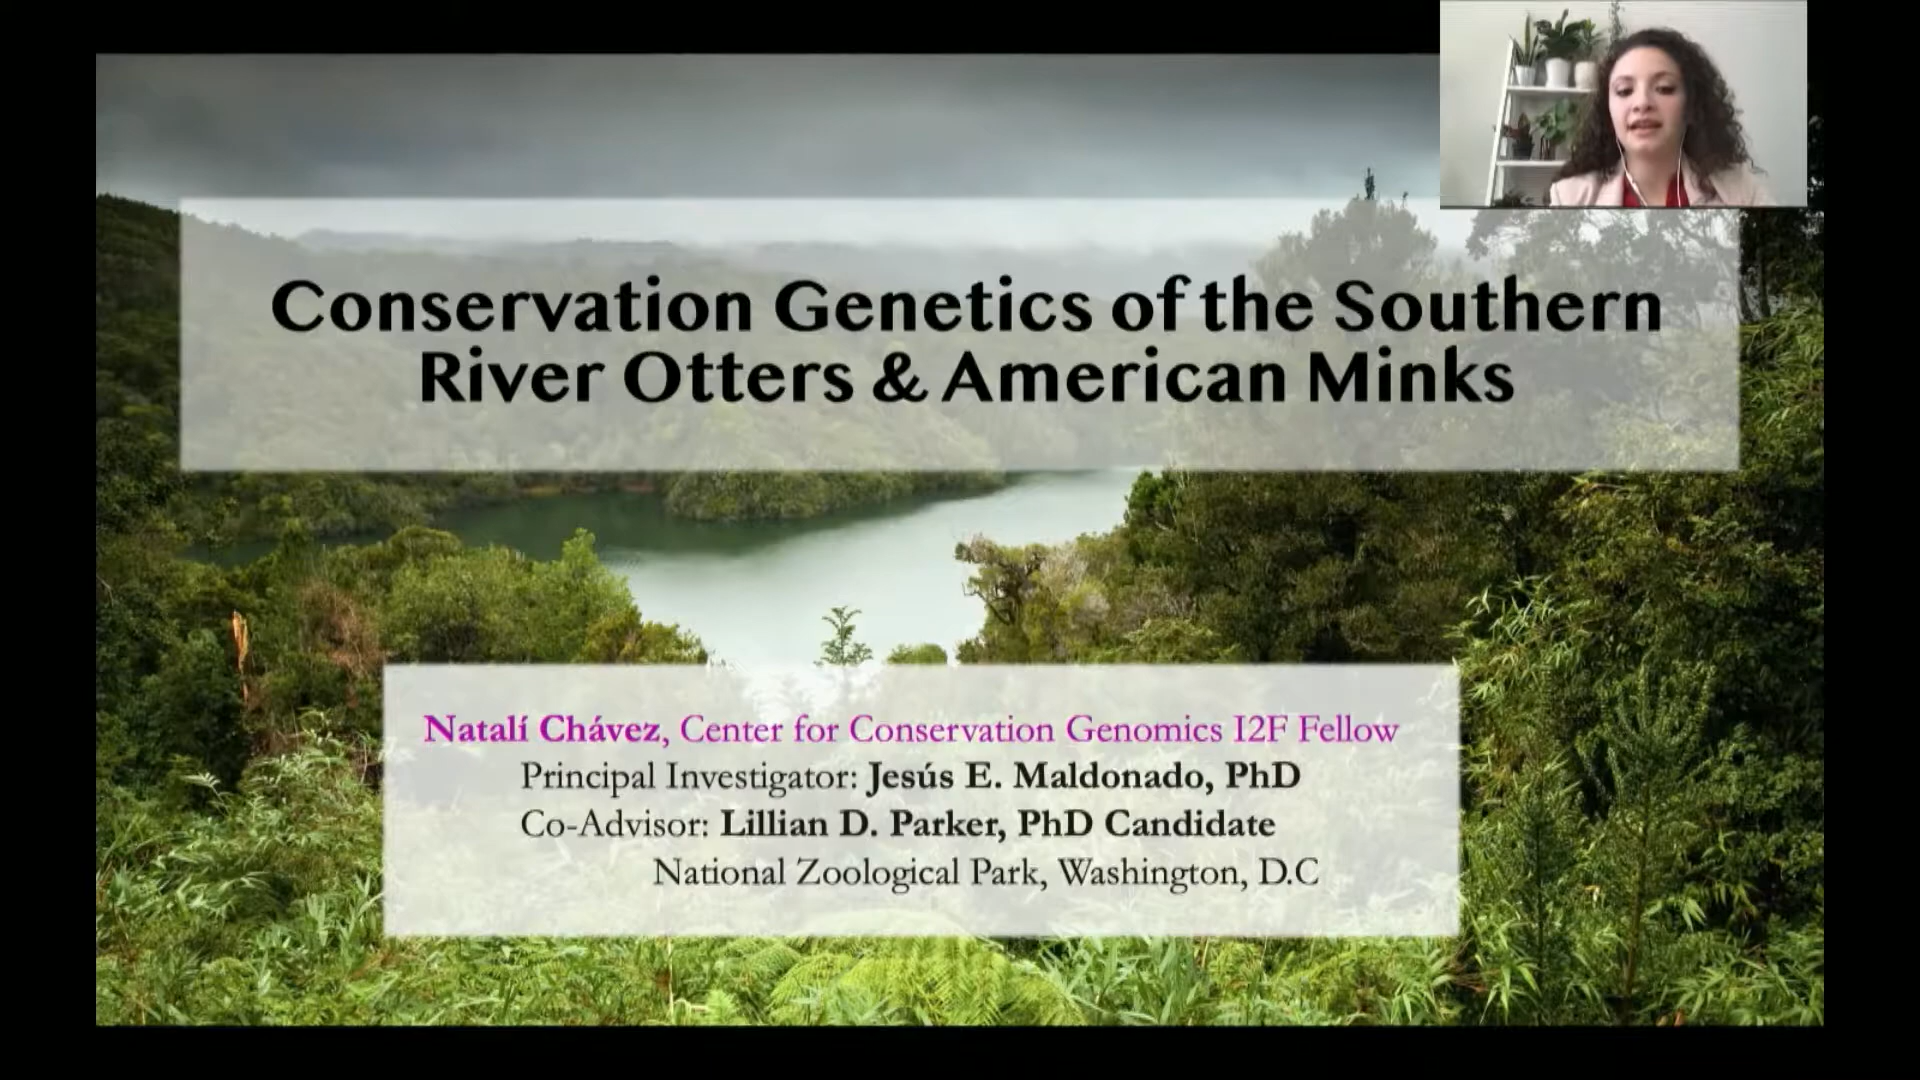 Conservation Genetics of the Southern
River Otters & American Minks
Natalí Chávez, Center for Conservation Genomics I2F Fellow
Principal Investigator: Jesús E. Maldonado, PhD
Co-Advisor: Lillian D. Parker, PhD Candidate
National Zoological Park, Washington, D.C